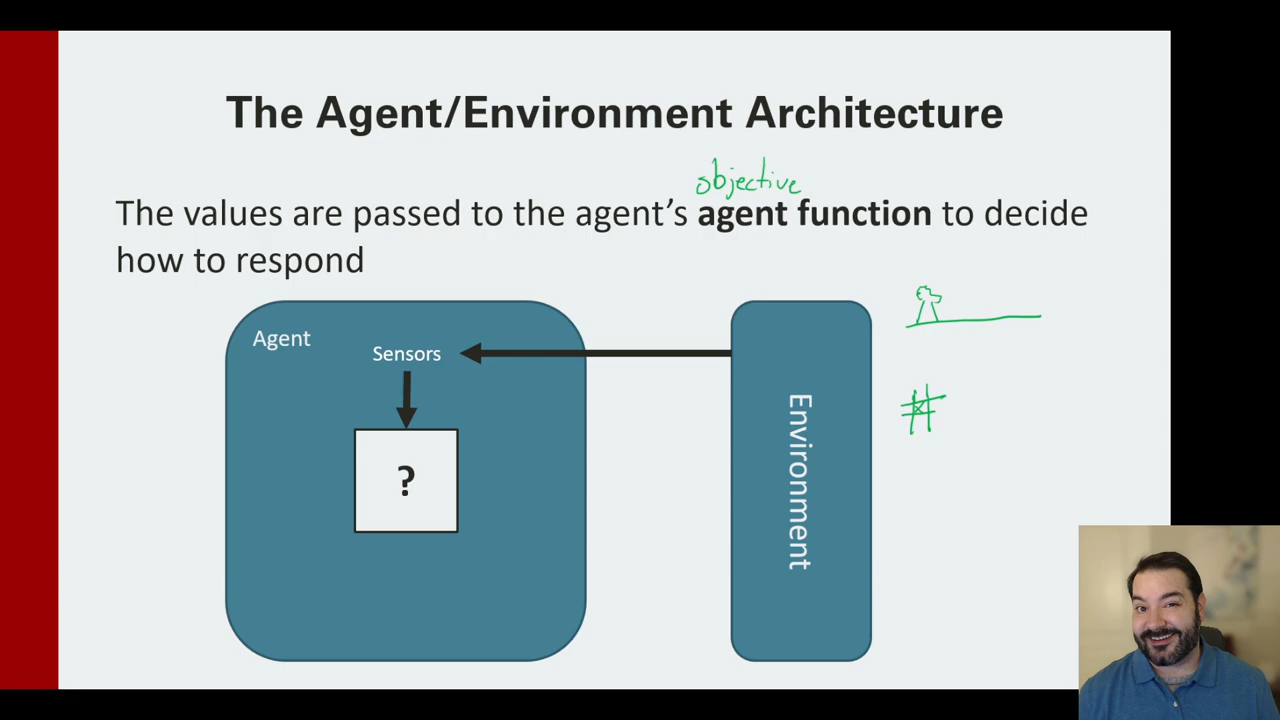 The Agent/Environment Architecture
objective
The values are passed to the agent's agent function to decide
how to respond
Agent
Sensors
?
Environment